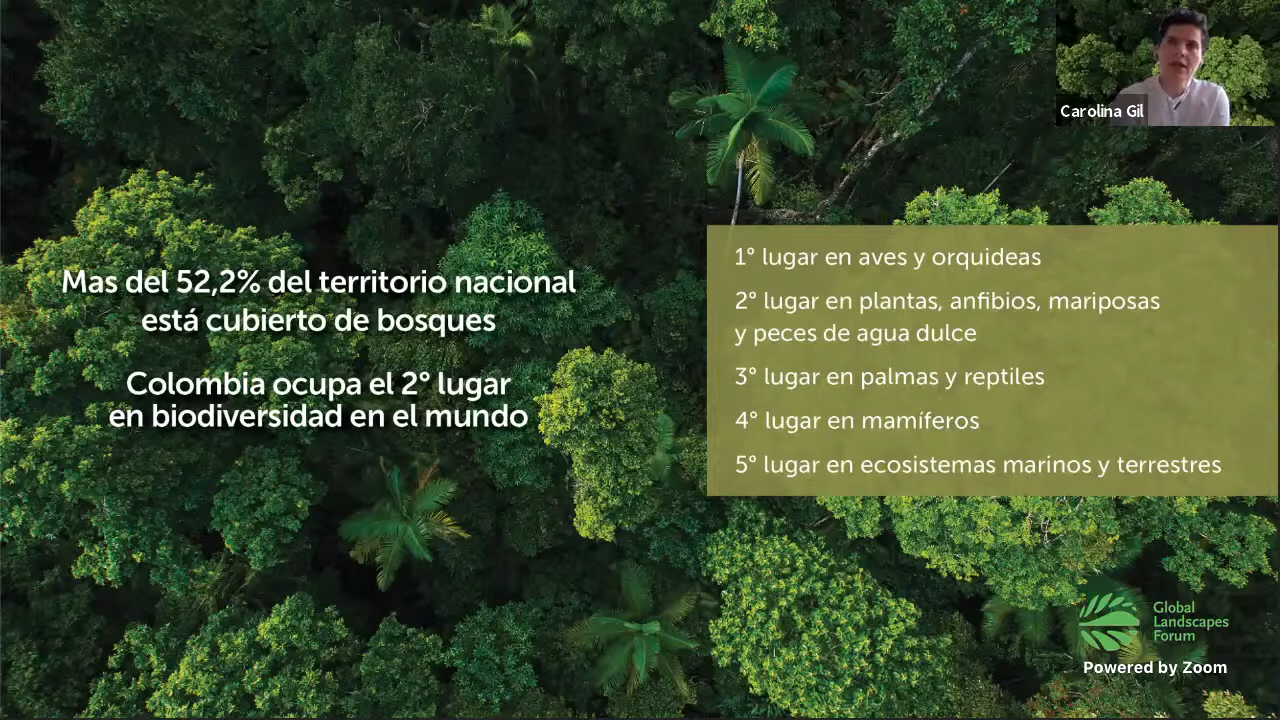 Carolina Gil
Mas del 52,2% del territorio nacional
está cubierto de bosques
Colombia ocupa el 2° lugar
en biodiversidad en el mundo
1° lugar en aves y orquideas
2° lugar en plantas, anfibios, mariposas
y peces de agua dulce
3° lugar en palmas y reptiles
4° lugar en mamíferos
5° lugar en ecosistemas marinos y terrestres
Global
Landscapes
Forum
Powered by Zoom